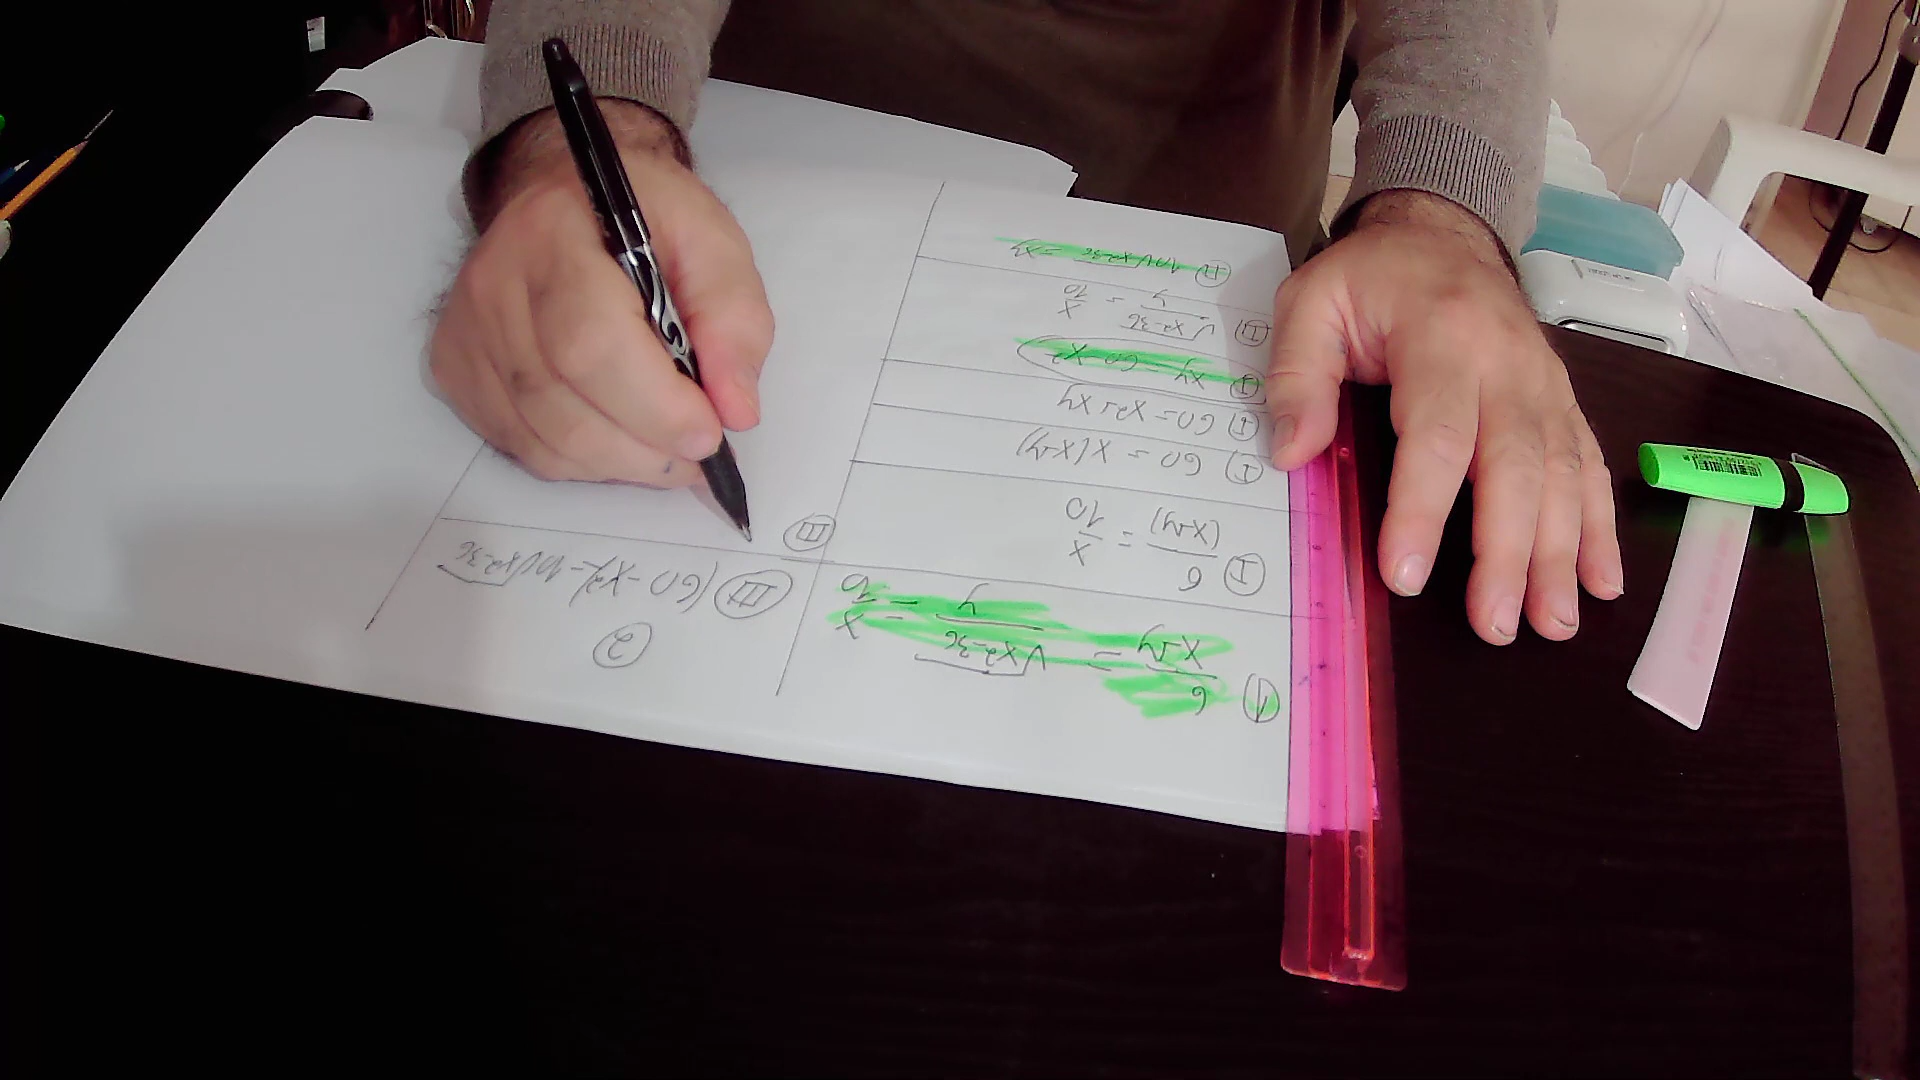 ① 6/(x+y) = √x²-36/y = x/10
Ⅰ 6/(x+y) = x/10
Ⅰ 60 = x(x+y)
Ⅰ 60 = x²+xy
Ⅰ xy = 60-x²
Ⅱ √x²-36/y = x/10
Ⅱ 10√x²-36 = xy
②
Ⅲ (60-x²)=10√x²-36
Ⅲ